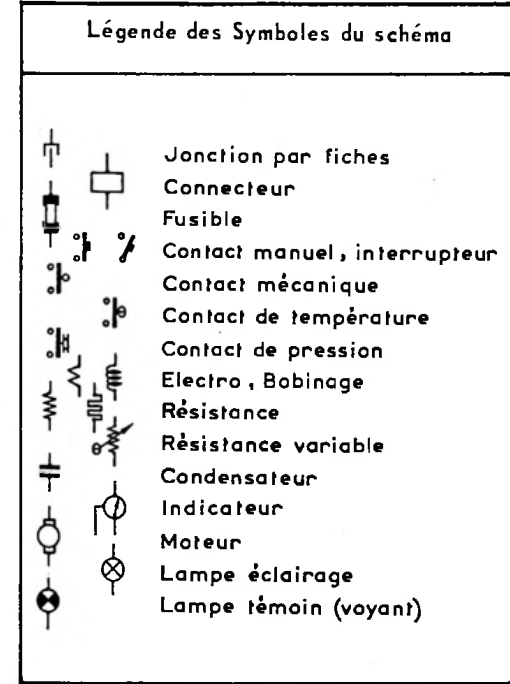 Légende des Symboles du schéma
Jonction par fiches
Connecteur
Fusible
Contact manuel, interrupteur
Contact mécanique
Contact de température
Contact de pression
Electro, Bobinage
Résistance
Résistance variable
Condensateur
Indicateur
Moteur
Lampe éclairage
Lampe témoin (voyant)